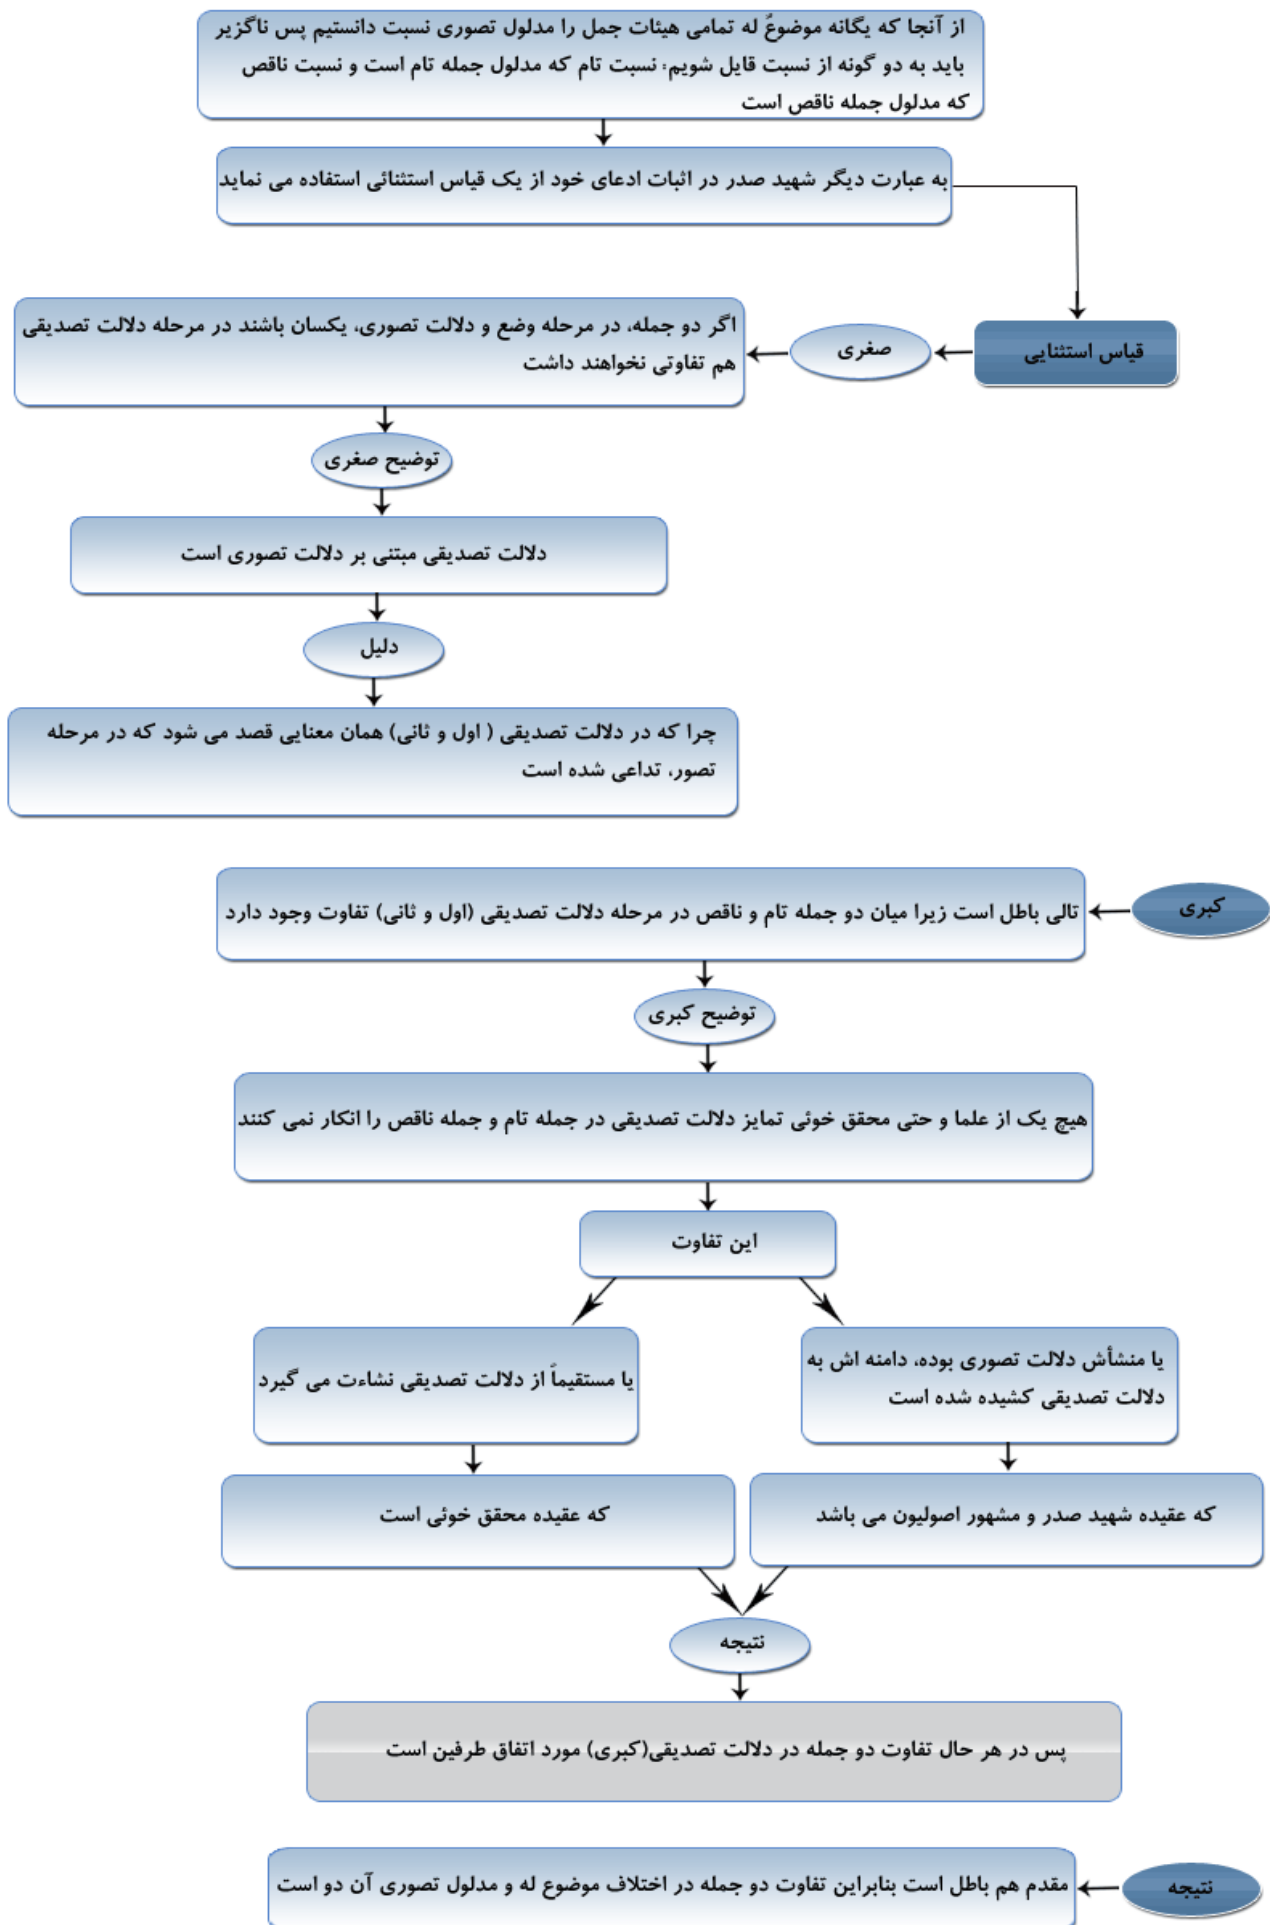 از آنجا که یگانه موضوعٌ له تمامی هیئات جمل را مدلول تصوری نسبت دانستیم پس ناگزیر
باید به دو گونه از نسبت قایل شویم: نسبت تام که مدلول جمله تام است و نسبت ناقص
که مدلول جمله ناقص است
به عبارت دیگر شهید صدر در اثبات ادعای خود از یک قیاس استثنائی استفاده می نماید
قیاس استثنایی
صغری
اگر دو جمله، در مرحله وضع و دلالت تصوری، یکسان باشند در مرحله دلالت تصدیقی
هم تفاوتی نخواهند داشت
توضیح صغری
دلالت تصدیقی مبتنی بر دلالت تصوری است
دلیل
چرا که در دلالت تصدیقی ( اول و ثانی) همان معنایی قصد می شود که در مرحله
تصور، تداعی شده است
کبری
تالی باطل است زیرا میان دو جمله تام و ناقص در مرحله دلالت تصدیقی (اول و ثانی) تفاوت وجود دارد
توضیح کبری
هیچ یک از علما و حتی محقق خوئی تمایز دلالت تصدیقی در جمله تام و جمله ناقص را انکار نمی کنند
این تفاوت
یا منشأش دلالت تصوری بوده، دامنه اش به
دلالت تصدیقی کشیده شده است
یا مستقیماً از دلالت تصدیقی نشاءت می گیرد
که عقیده شهید صدر و مشهور اصولیون می باشد
که عقیده محقق خوئی است
نتیجه
پس در هر حال تفاوت دو جمله در دلالت تصدیقی(کبری) مورد اتفاق طرفین است
نتیجه
مقدم هم باطل است بنابراین تفاوت دو جمله در اختلاف موضوع له و مدلول تصوری آن دو است